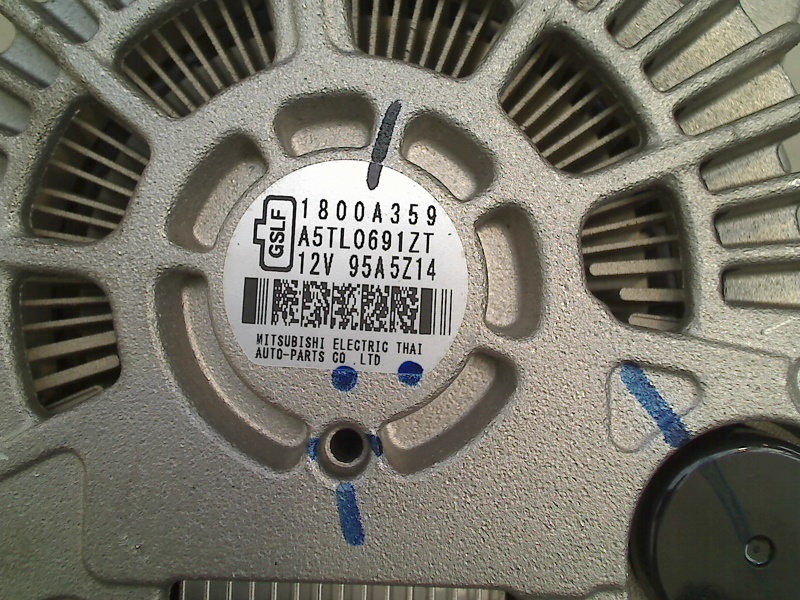 GSLF
1800A359
A5TL0691ZT
12V 95A5Z14
MITSUBISHI ELECTRIC THAI
AUTO-PARTS CO ,LTD